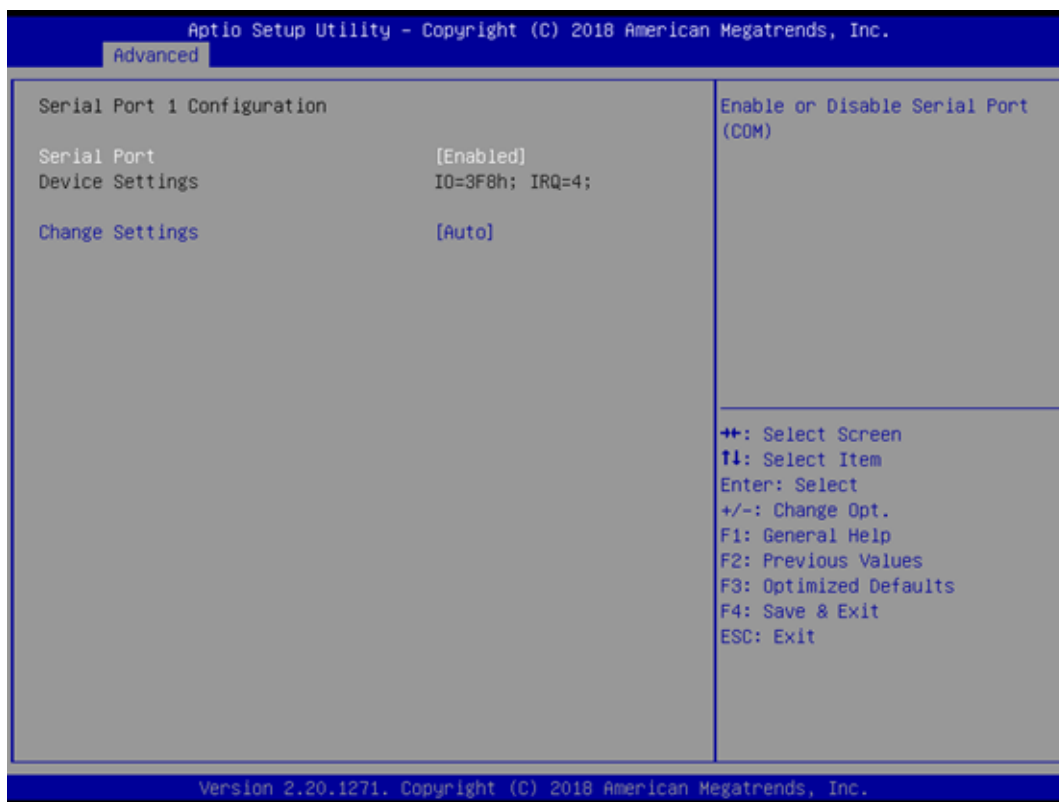 Aptio Setup Utility – Copyright (C) 2018 American Megatrends, Inc.
Advanced
Serial Port 1 Configuration
Serial Port [Enabled]
Device Settings IO=3F8h; IRQ=4;
Change Settings [Auto]
Enable or Disable Serial Port
(COM)
→←: Select Screen
↑↓: Select Item
Enter: Select
+/-: Change Opt.
F1: General Help
F2: Previous Values
F3: Optimized Defaults
F4: Save & Exit
ESC: Exit
Version 2.20.1271. Copyright (C) 2018 American Megatrends, Inc.